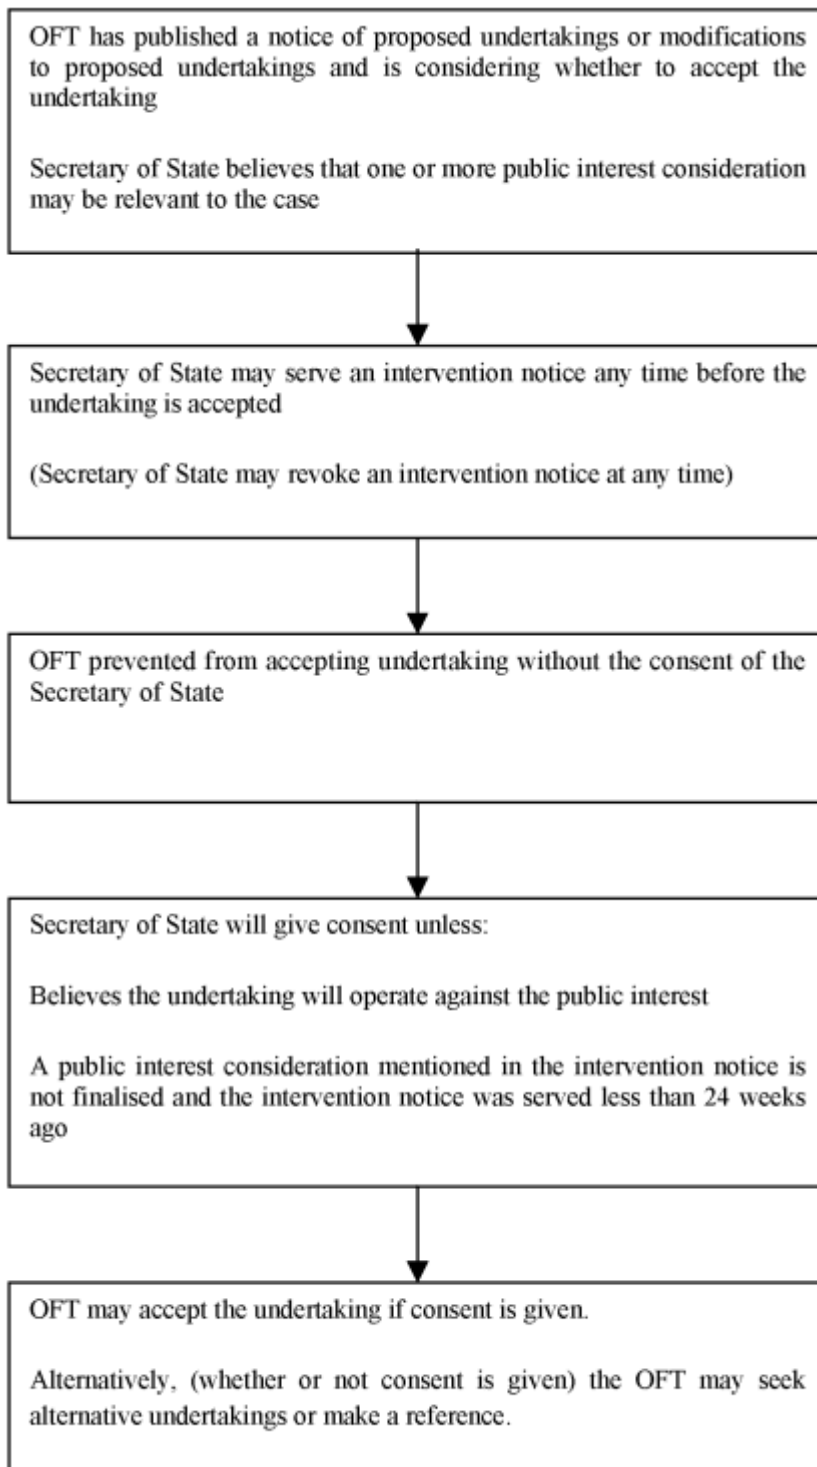 OFT has published a notice of proposed undertakings or modifications
to proposed undertakings and is considering whether to accept the
undertaking
Secretary of State believes that one or more public interest consideration
may be relevant to the case
Secretary of State may serve an intervention notice any time before the
undertaking is accepted
(Secretary of State may revoke an intervention notice at any time)
OFT prevented from accepting undertaking without the consent of the
Secretary of State
Secretary of State will give consent unless:
Believes the undertaking will operate against the public interest
A public interest consideration mentioned in the intervention notice is
not finalised and the intervention notice was served less than 24 weeks
ago
OFT may accept the undertaking if consent is given.
Alternatively, (whether or not consent is given) the OFT may seek
alternative undertakings or make a reference.